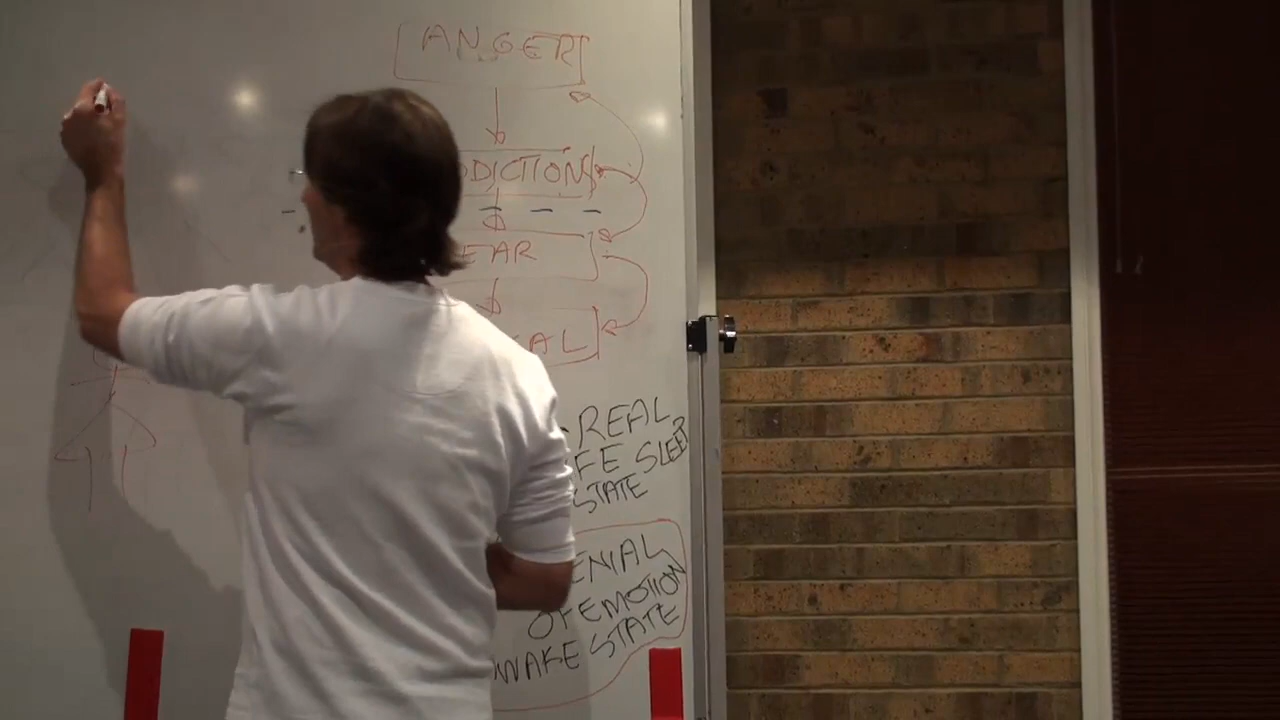 ANGER
DDICTIONS
EAR
AL
- REAL
FE SLEEP
STATE
ENIAL
OF EMOTION
WAKE STATE